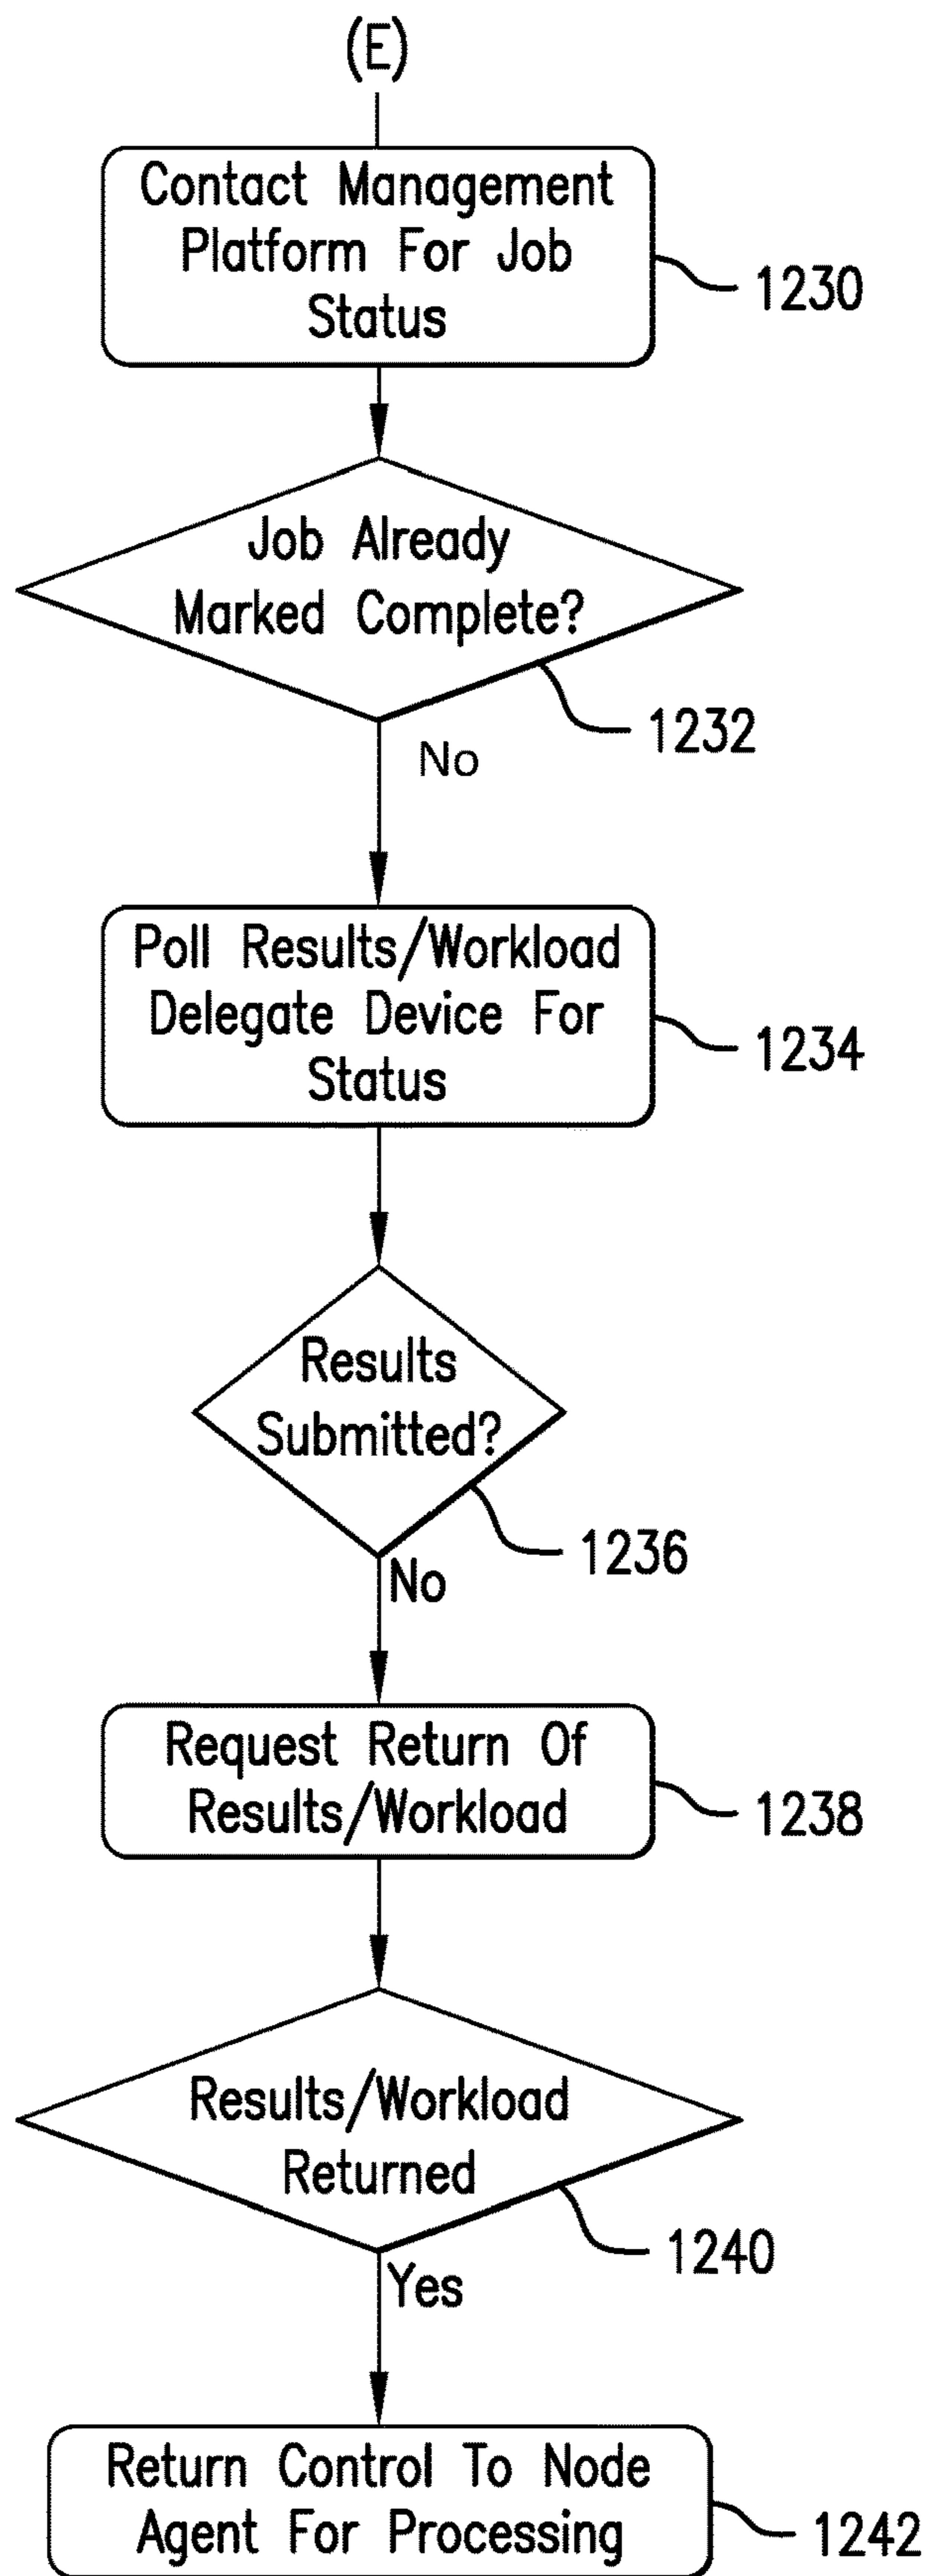 (E)
Contact Management
Platform For Job
Status
1230
Job Already
Marked Complete?
1232
No
Poll Results/Workload
Delegate Device For
Status
1234
Results
Submitted?
1236
No
Request Return Of
Results/Workload
1238
Results/Workload
Returned
1240
Yes
Return Control To Node
Agent For Processing
1242